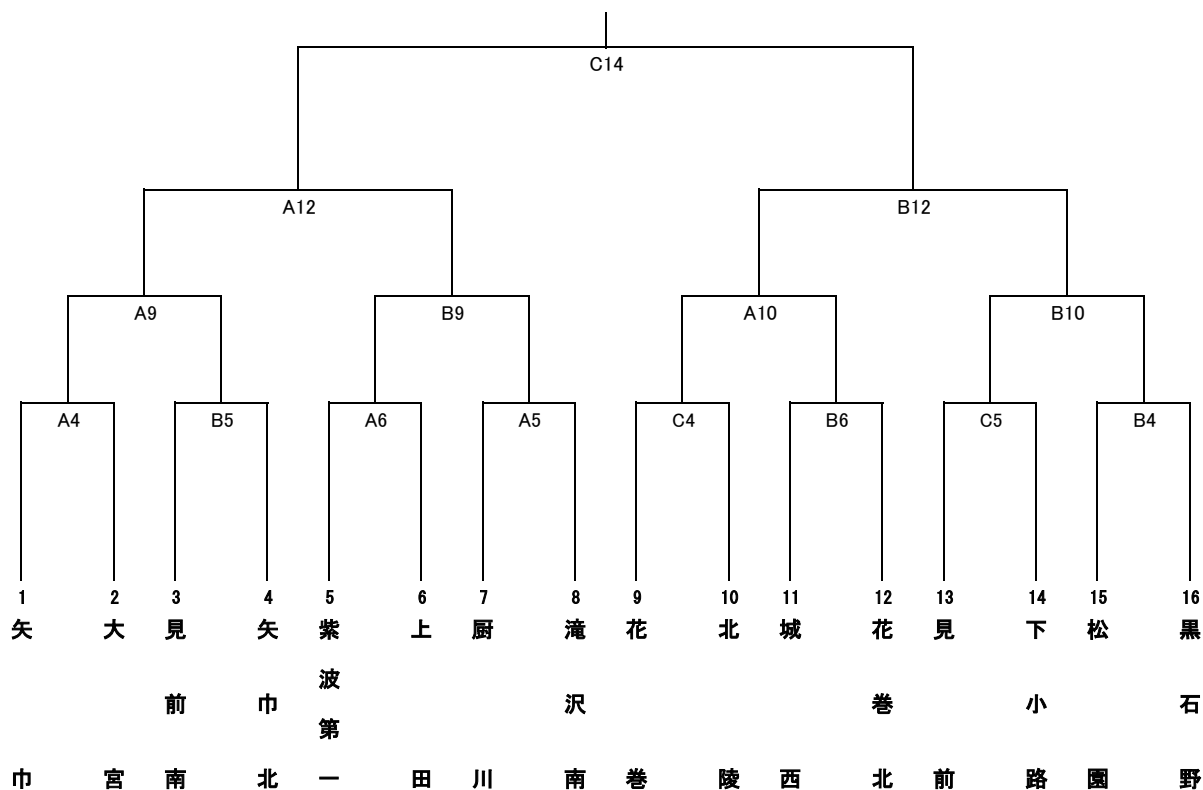 C14
A12
B12
A9
B9
A10
B10
A4
B5
A6
A5
C4
B6
C5
B4
1
2
3
4
5
6
7
8
9
10
11
12
13
14
15
16
矢巾
大宮
見前南
矢巾北
紫波第一
上田
厨川
滝沢南
花巻
北陵
城西
花巻北
見前
下小路
松園
黒石野